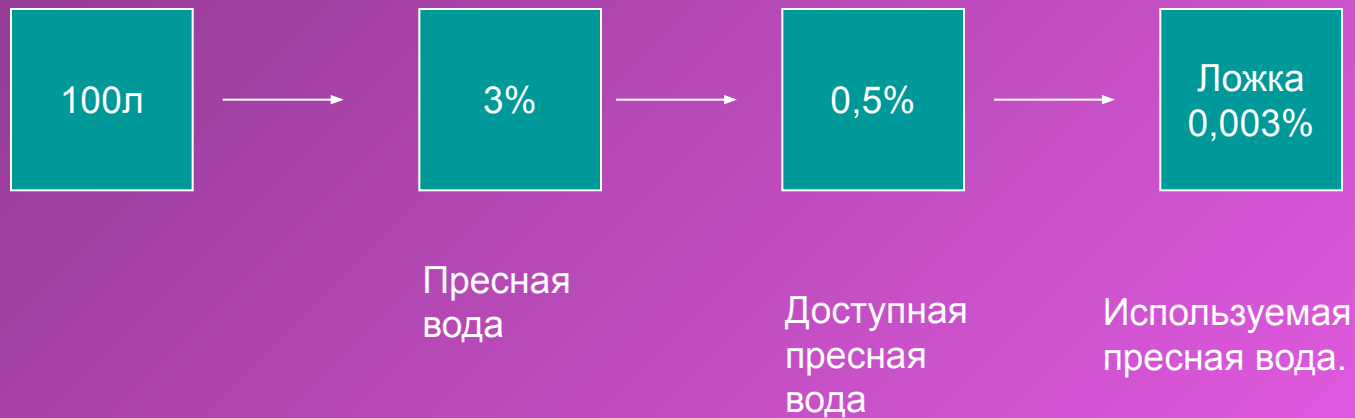 100л
3%
0,5%
Ложка
0,003%
Пресная
вода
Доступная
пресная
вода
Используемая
пресная вода.